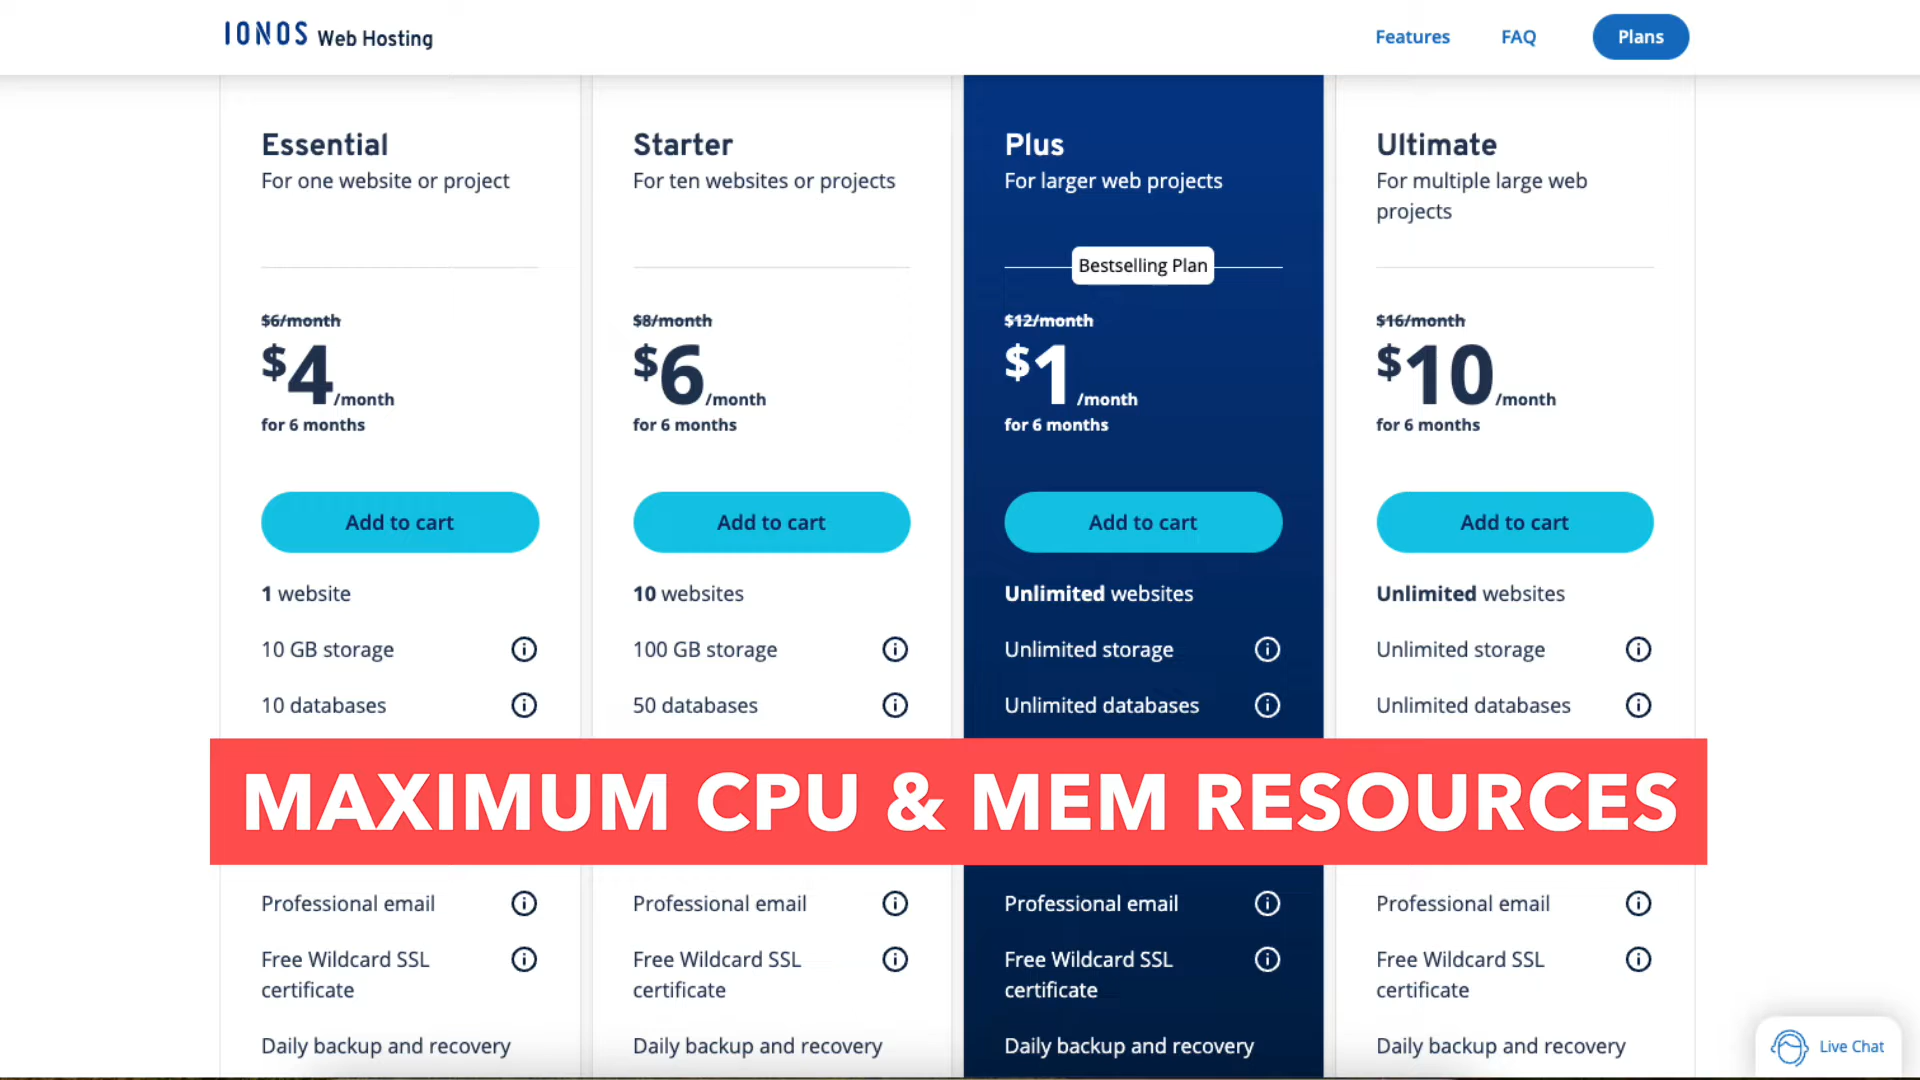 IONOS Web Hosting
Features
FAQ
Plans
Essential
For one website or project
$6/month
$4/month
for 6 months
Add to cart
1 website
10 GB storage
10 databases
Starter
For ten websites or projects
$8/month
$6/month
for 6 months
Add to cart
10 websites
100 GB storage
50 databases
Plus
For larger web projects
Bestselling Plan
$12/month
$1/month
for 6 months
Add to cart
Unlimited websites
Unlimited storage
Unlimited databases
Ultimate
For multiple large web
projects
$16/month
$10/month
for 6 months
Add to cart
Unlimited websites
Unlimited storage
Unlimited databases
MAXIMUM CPU & MEM RESOURCES
Professional email
Free Wildcard SSL
certificate
Daily backup and recovery
Professional email
Free Wildcard SSL
certificate
Daily backup and recovery
Professional email
Free Wildcard SSL
certificate
Daily backup and recovery
Professional email
Free Wildcard SSL
certificate
Daily backup and recovery
Live Chat